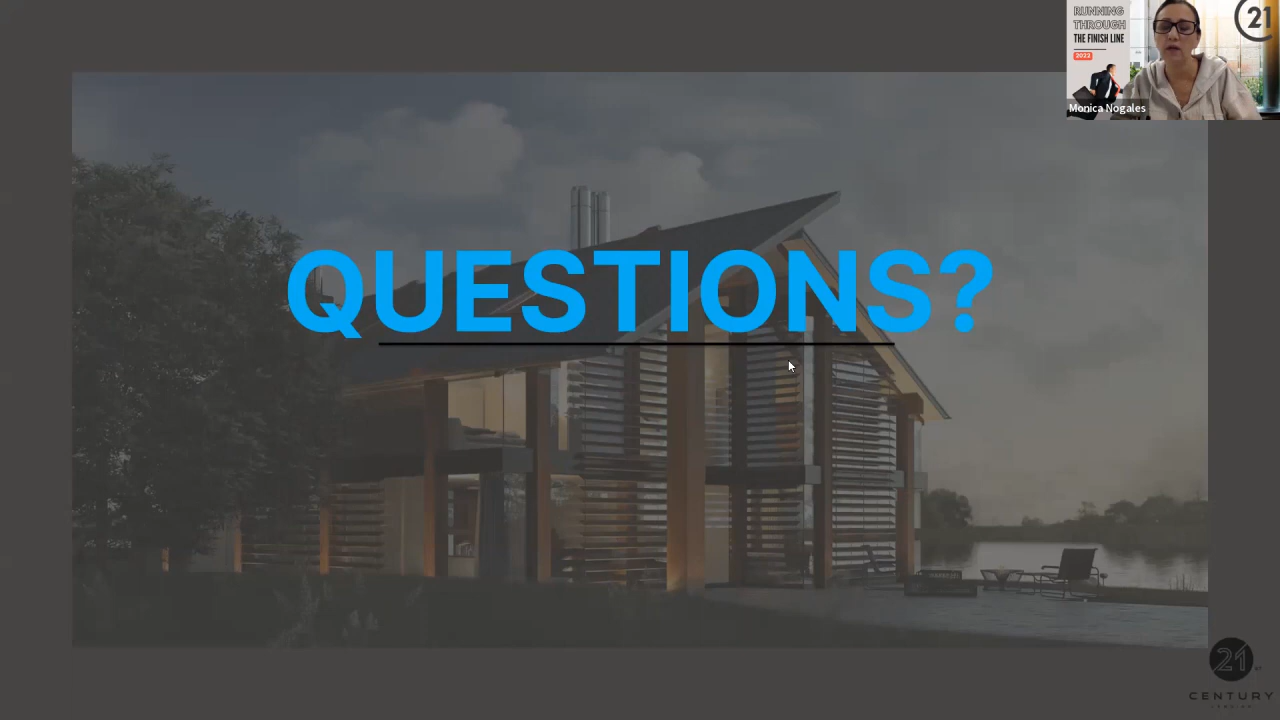 RUNNING
THROUGH
THE FINISH LINE
2022
21
Monica Nogales
QUESTIONS?
21
CENTURY